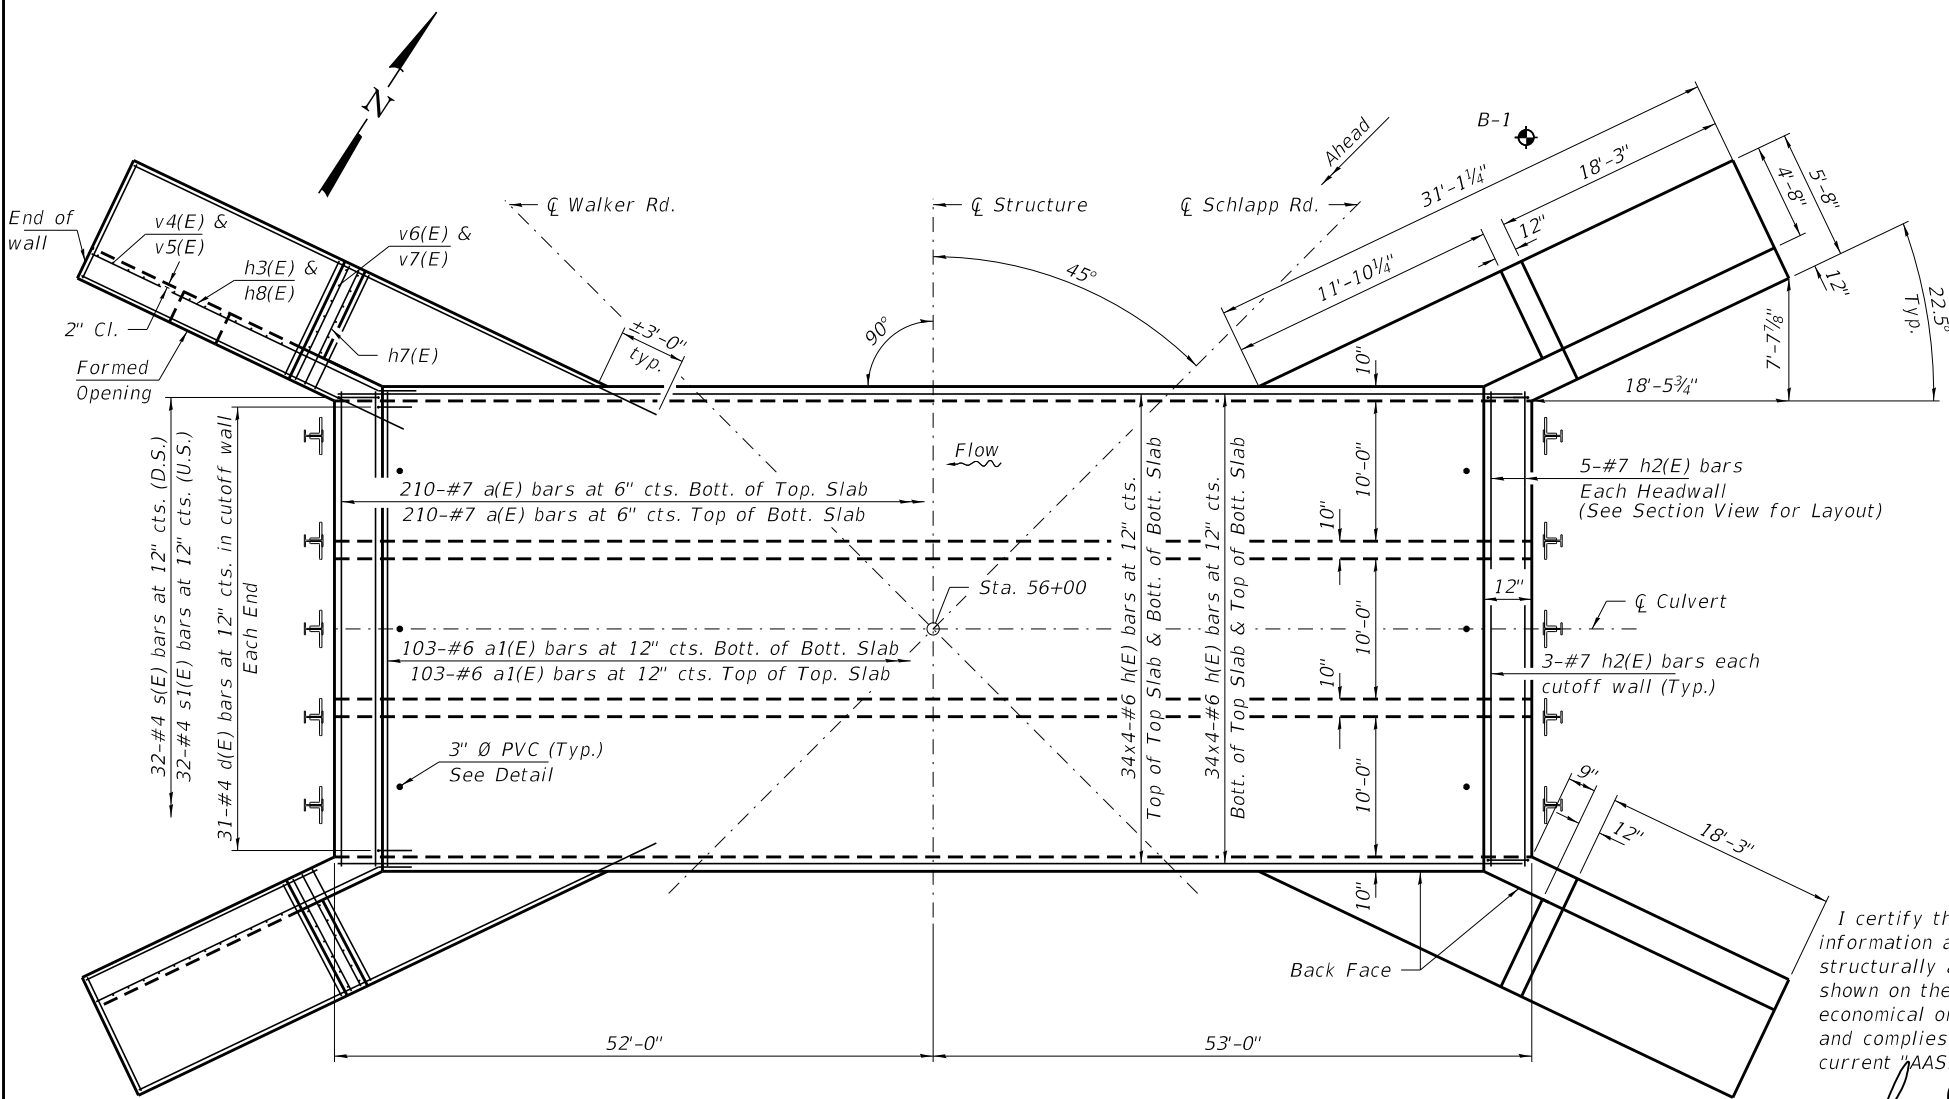 N
B-1
Ahead
31'-1¼"
18'-3"
12"
11'-10¼"
4'-8"
5'-8"
12"
22.5°
Typ.
7'-7⅞"
18'-5¾"
℄ Walker Rd.
℄ Structure
℄ Schlapp Rd.
45°
90°
±3'-0"
typ.
End of
wall
v4(E) &
v5(E)
v6(E) &
v7(E)
h3(E) &
h8(E)
2" Cl.
h7(E)
Formed
Opening
10"
Flow
10'-0"
10"
10'-0"
10"
10'-0"
10"
210-#7 a(E) bars at 6" cts. Bott. of Top. Slab
210-#7 a(E) bars at 6" cts. Top of Bott. Slab
5-#7 h2(E) bars
Each Headwall
(See Section View for Layout)
12"
Sta. 56+00
℄ Culvert
103-#6 a1(E) bars at 12" cts. Bott. of Bott. Slab
103-#6 a1(E) bars at 12" cts. Top of Top. Slab
3-#7 h2(E) bars each
cutoff wall (Typ.)
32-#4 s(E) bars at 12" cts. (D.S.)
32-#4 s1(E) bars at 12" cts. (U.S.)
31-#4 d(E) bars at 12" cts. in cutoff wall
Each End
34x4-#6 h(E) bars at 12" cts.
Top of Top Slab & Bott. of Bott. Slab
34x4-#6 h(E) bars at 12" cts.
Bott. of Top Slab & Top of Bott. Slab
3" Ø PVC (Typ.)
See Detail
9"
12"
18'-3"
Back Face
52'-0"
53'-0"
I certify th
information a
structurally a
shown on the
economical o
and complies
current "AAS